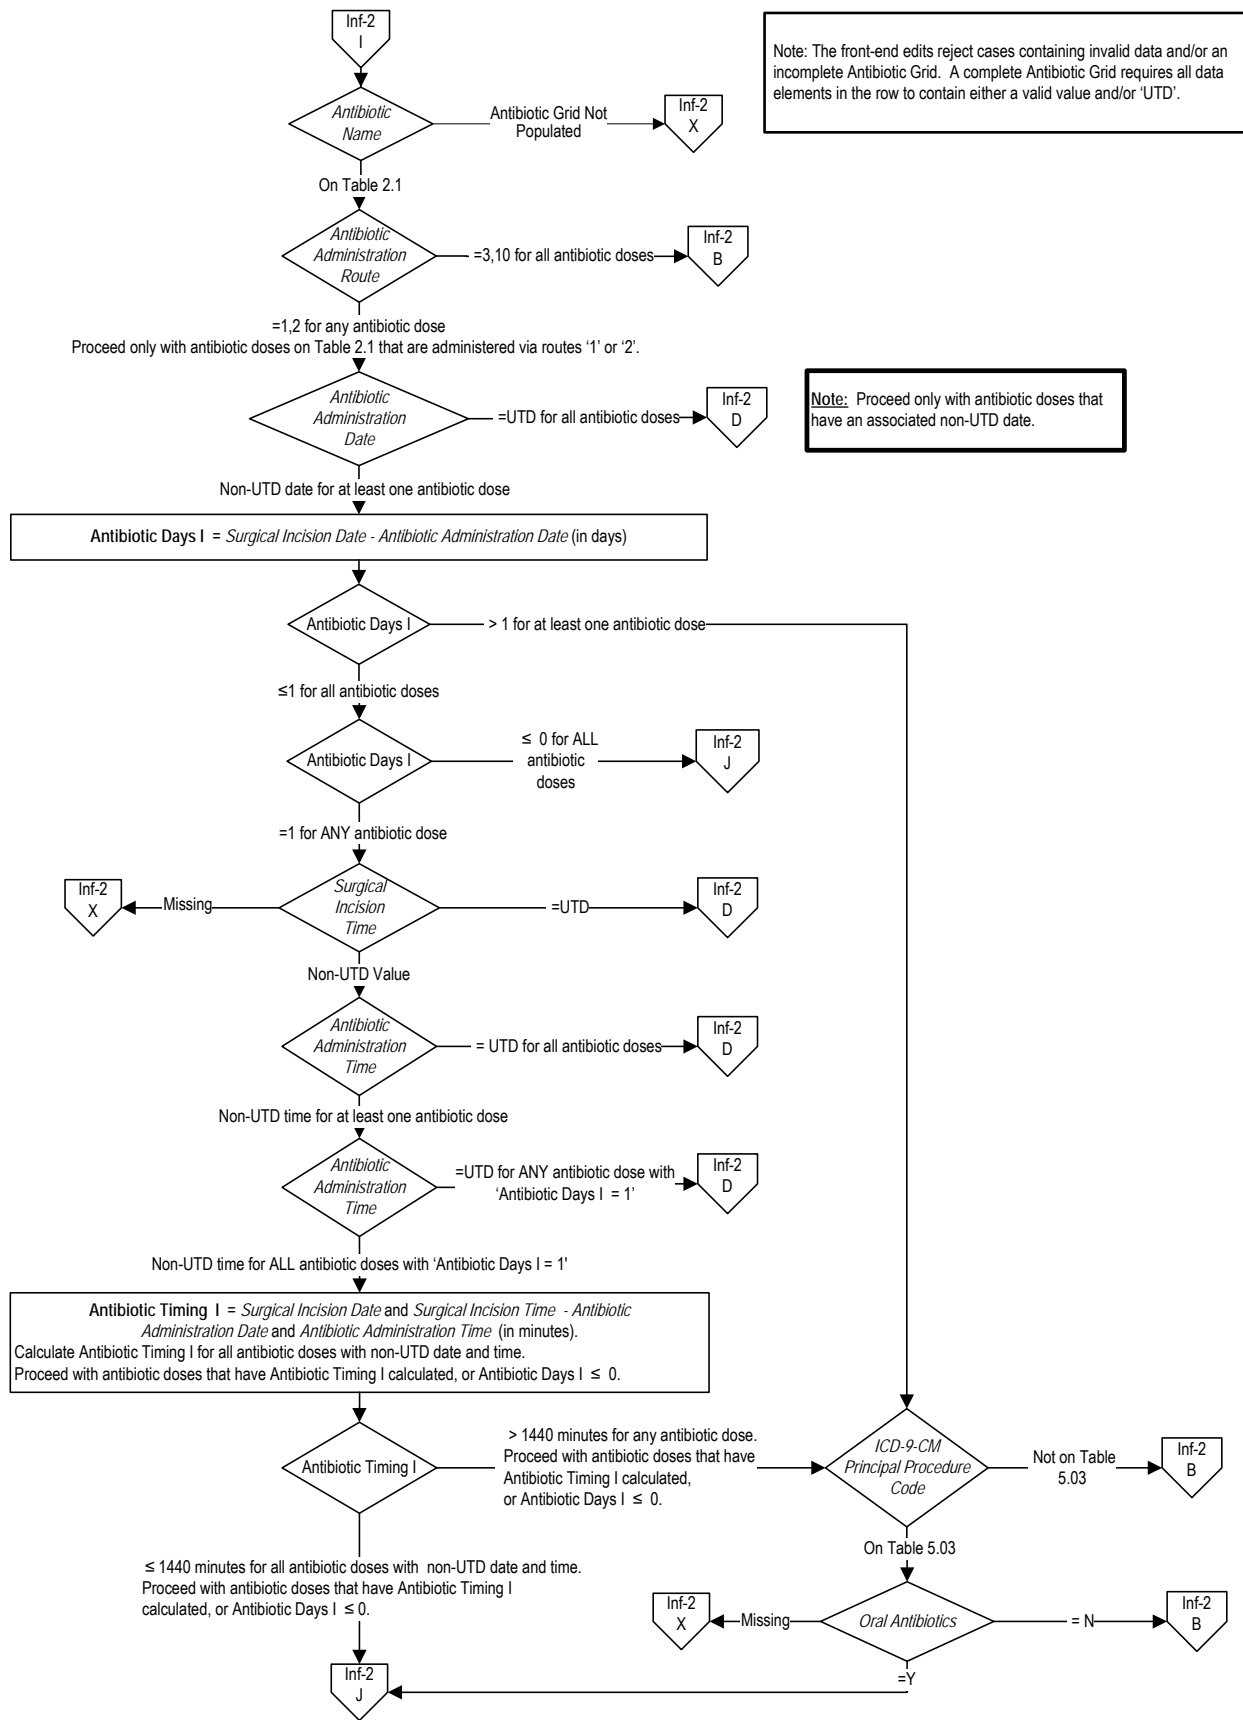 Inf-2
I
Note: The front-end edits reject cases containing invalid data and/or an
incomplete Antibiotic Grid. A complete Antibiotic Grid requires all data
elements in the row to contain either a valid value and/or ‘UTD’.
Antibiotic
Name
Antibiotic Grid Not
Populated
Inf-2
X
On Table 2.1
Antibiotic
Administration
Route
=3,10 for all antibiotic doses
Inf-2
B
=1,2 for any antibiotic dose
Proceed only with antibiotic doses on Table 2.1 that are administered via routes ‘1’ or ‘2’.
Antibiotic
Administration
Date
=UTD for all antibiotic doses
Inf-2
D
Note: Proceed only with antibiotic doses that
have an associated non-UTD date.
Non-UTD date for at least one antibiotic dose
Antibiotic Days I = Surgical Incision Date - Antibiotic Administration Date (in days)
Antibiotic Days I
> 1 for at least one antibiotic dose
≤1 for all antibiotic doses
Antibiotic Days I
≤ 0 for ALL
antibiotic
doses
Inf-2
J
=1 for ANY antibiotic dose
Inf-2
X
Missing
Surgical
Incision
Time
=UTD
Inf-2
D
Non-UTD Value
Antibiotic
Administration
Time
= UTD for all antibiotic doses
Inf-2
D
Non-UTD time for at least one antibiotic dose
Antibiotic
Administration
Time
=UTD for ANY antibiotic dose with
‘Antibiotic Days I = 1’
Inf-2
D
Non-UTD time for ALL antibiotic doses with ‘Antibiotic Days I = 1'
Antibiotic Timing I = Surgical Incision Date and Surgical Incision Time - Antibiotic
Administration Date and Antibiotic Administration Time (in minutes).
Calculate Antibiotic Timing I for all antibiotic doses with non-UTD date and time.
Proceed with antibiotic doses that have Antibiotic Timing I calculated, or Antibiotic Days I ≤ 0.
Antibiotic Timing I
> 1440 minutes for any antibiotic dose.
Proceed with antibiotic doses that have
Antibiotic Timing I calculated,
or Antibiotic Days I ≤ 0.
ICD-9-CM
Principal Procedure
Code
Not on Table
5.03
Inf-2
B
On Table 5.03
≤ 1440 minutes for all antibiotic doses with non-UTD date and time.
Proceed with antibiotic doses that have Antibiotic Timing I
calculated, or Antibiotic Days I ≤ 0.
Inf-2
X
Missing
Oral Antibiotics
= N
Inf-2
B
=Y
Inf-2
J